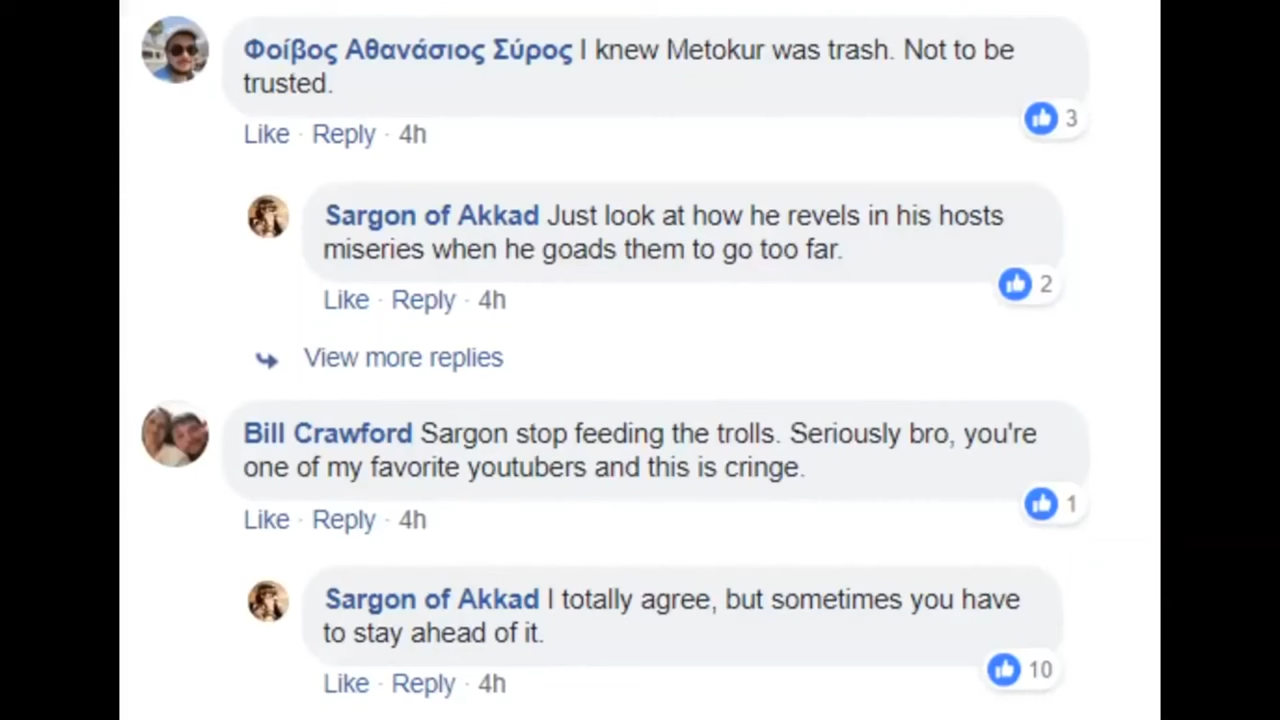 Φοίβος Αθανάσιος Σύρος I knew Metokur was trash. Not to be
trusted.
3
Like · Reply · 4h
Sargon of Akkad Just look at how he revels in his hosts
miseries when he goads them to go too far.
2
Like · Reply · 4h
View more replies
Bill Crawford Sargon stop feeding the trolls. Seriously bro, you're
one of my favorite youtubers and this is cringe.
1
Like · Reply · 4h
Sargon of Akkad I totally agree, but sometimes you have
to stay ahead of it.
10
Like · Reply · 4h